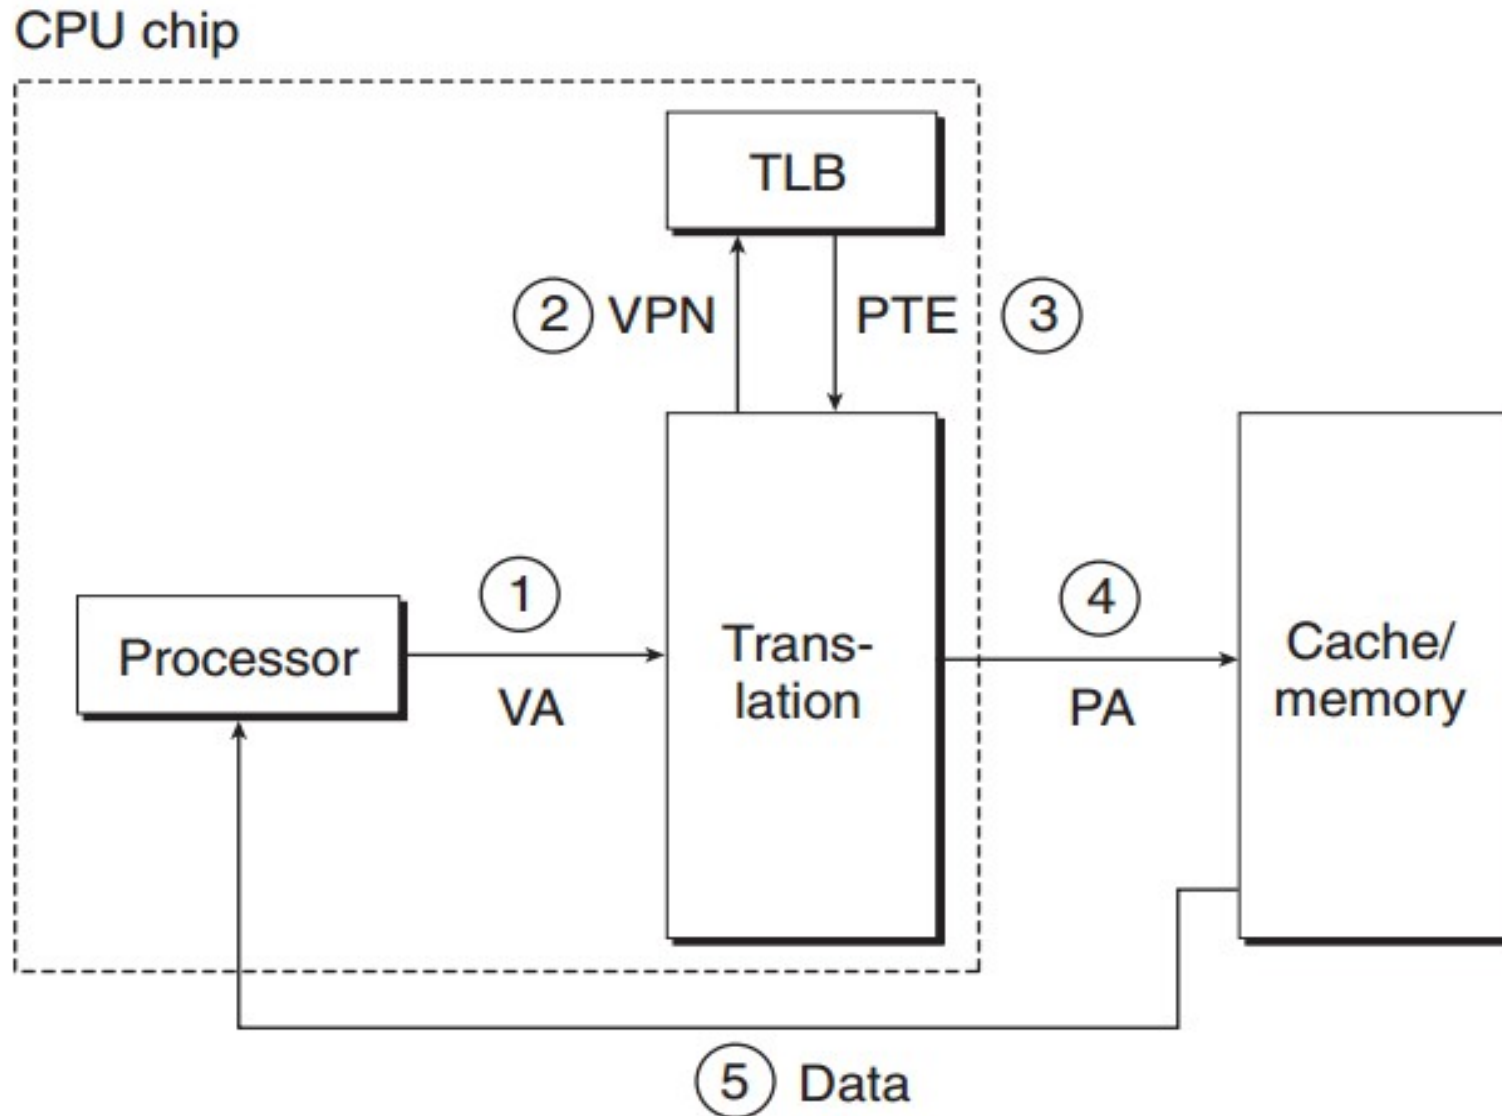 CPU chip
TLB
2 VPN
PTE 3
1
4
Processor
VA
Trans-
lation
PA
Cache/
memory
5 Data